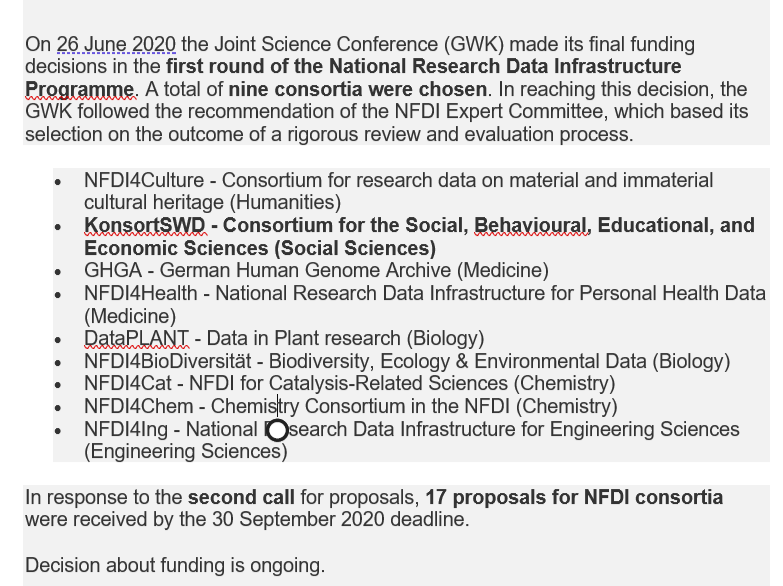 On 26 June 2020 the Joint Science Conference (GWK) made its final funding
decisions in the first round of the National Research Data Infrastructure
Programme. A total of nine consortia were chosen. In reaching this decision, the
GWK followed the recommendation of the NFDI Expert Committee, which based its
selection on the outcome of a rigorous review and evaluation process.
• NFDI4Culture - Consortium for research data on material and immaterial
cultural heritage (Humanities)
• KonsortSWD - Consortium for the Social, Behavioural, Educational, and
Economic Sciences (Social Sciences)
• GHGA - German Human Genome Archive (Medicine)
• NFDI4Health - National Research Data Infrastructure for Personal Health Data
(Medicine)
• DataPLANT - Data in Plant research (Biology)
• NFDI4BioDiversität - Biodiversity, Ecology & Environmental Data (Biology)
• NFDI4Cat - NFDI for Catalysis-Related Sciences (Chemistry)
• NFDI4Chem - Chemistry Consortium in the NFDI (Chemistry)
• NFDI4Ing - National Research Data Infrastructure for Engineering Sciences
(Engineering Sciences)
In response to the second call for proposals, 17 proposals for NFDI consortia
were received by the 30 September 2020 deadline.
Decision about funding is ongoing.